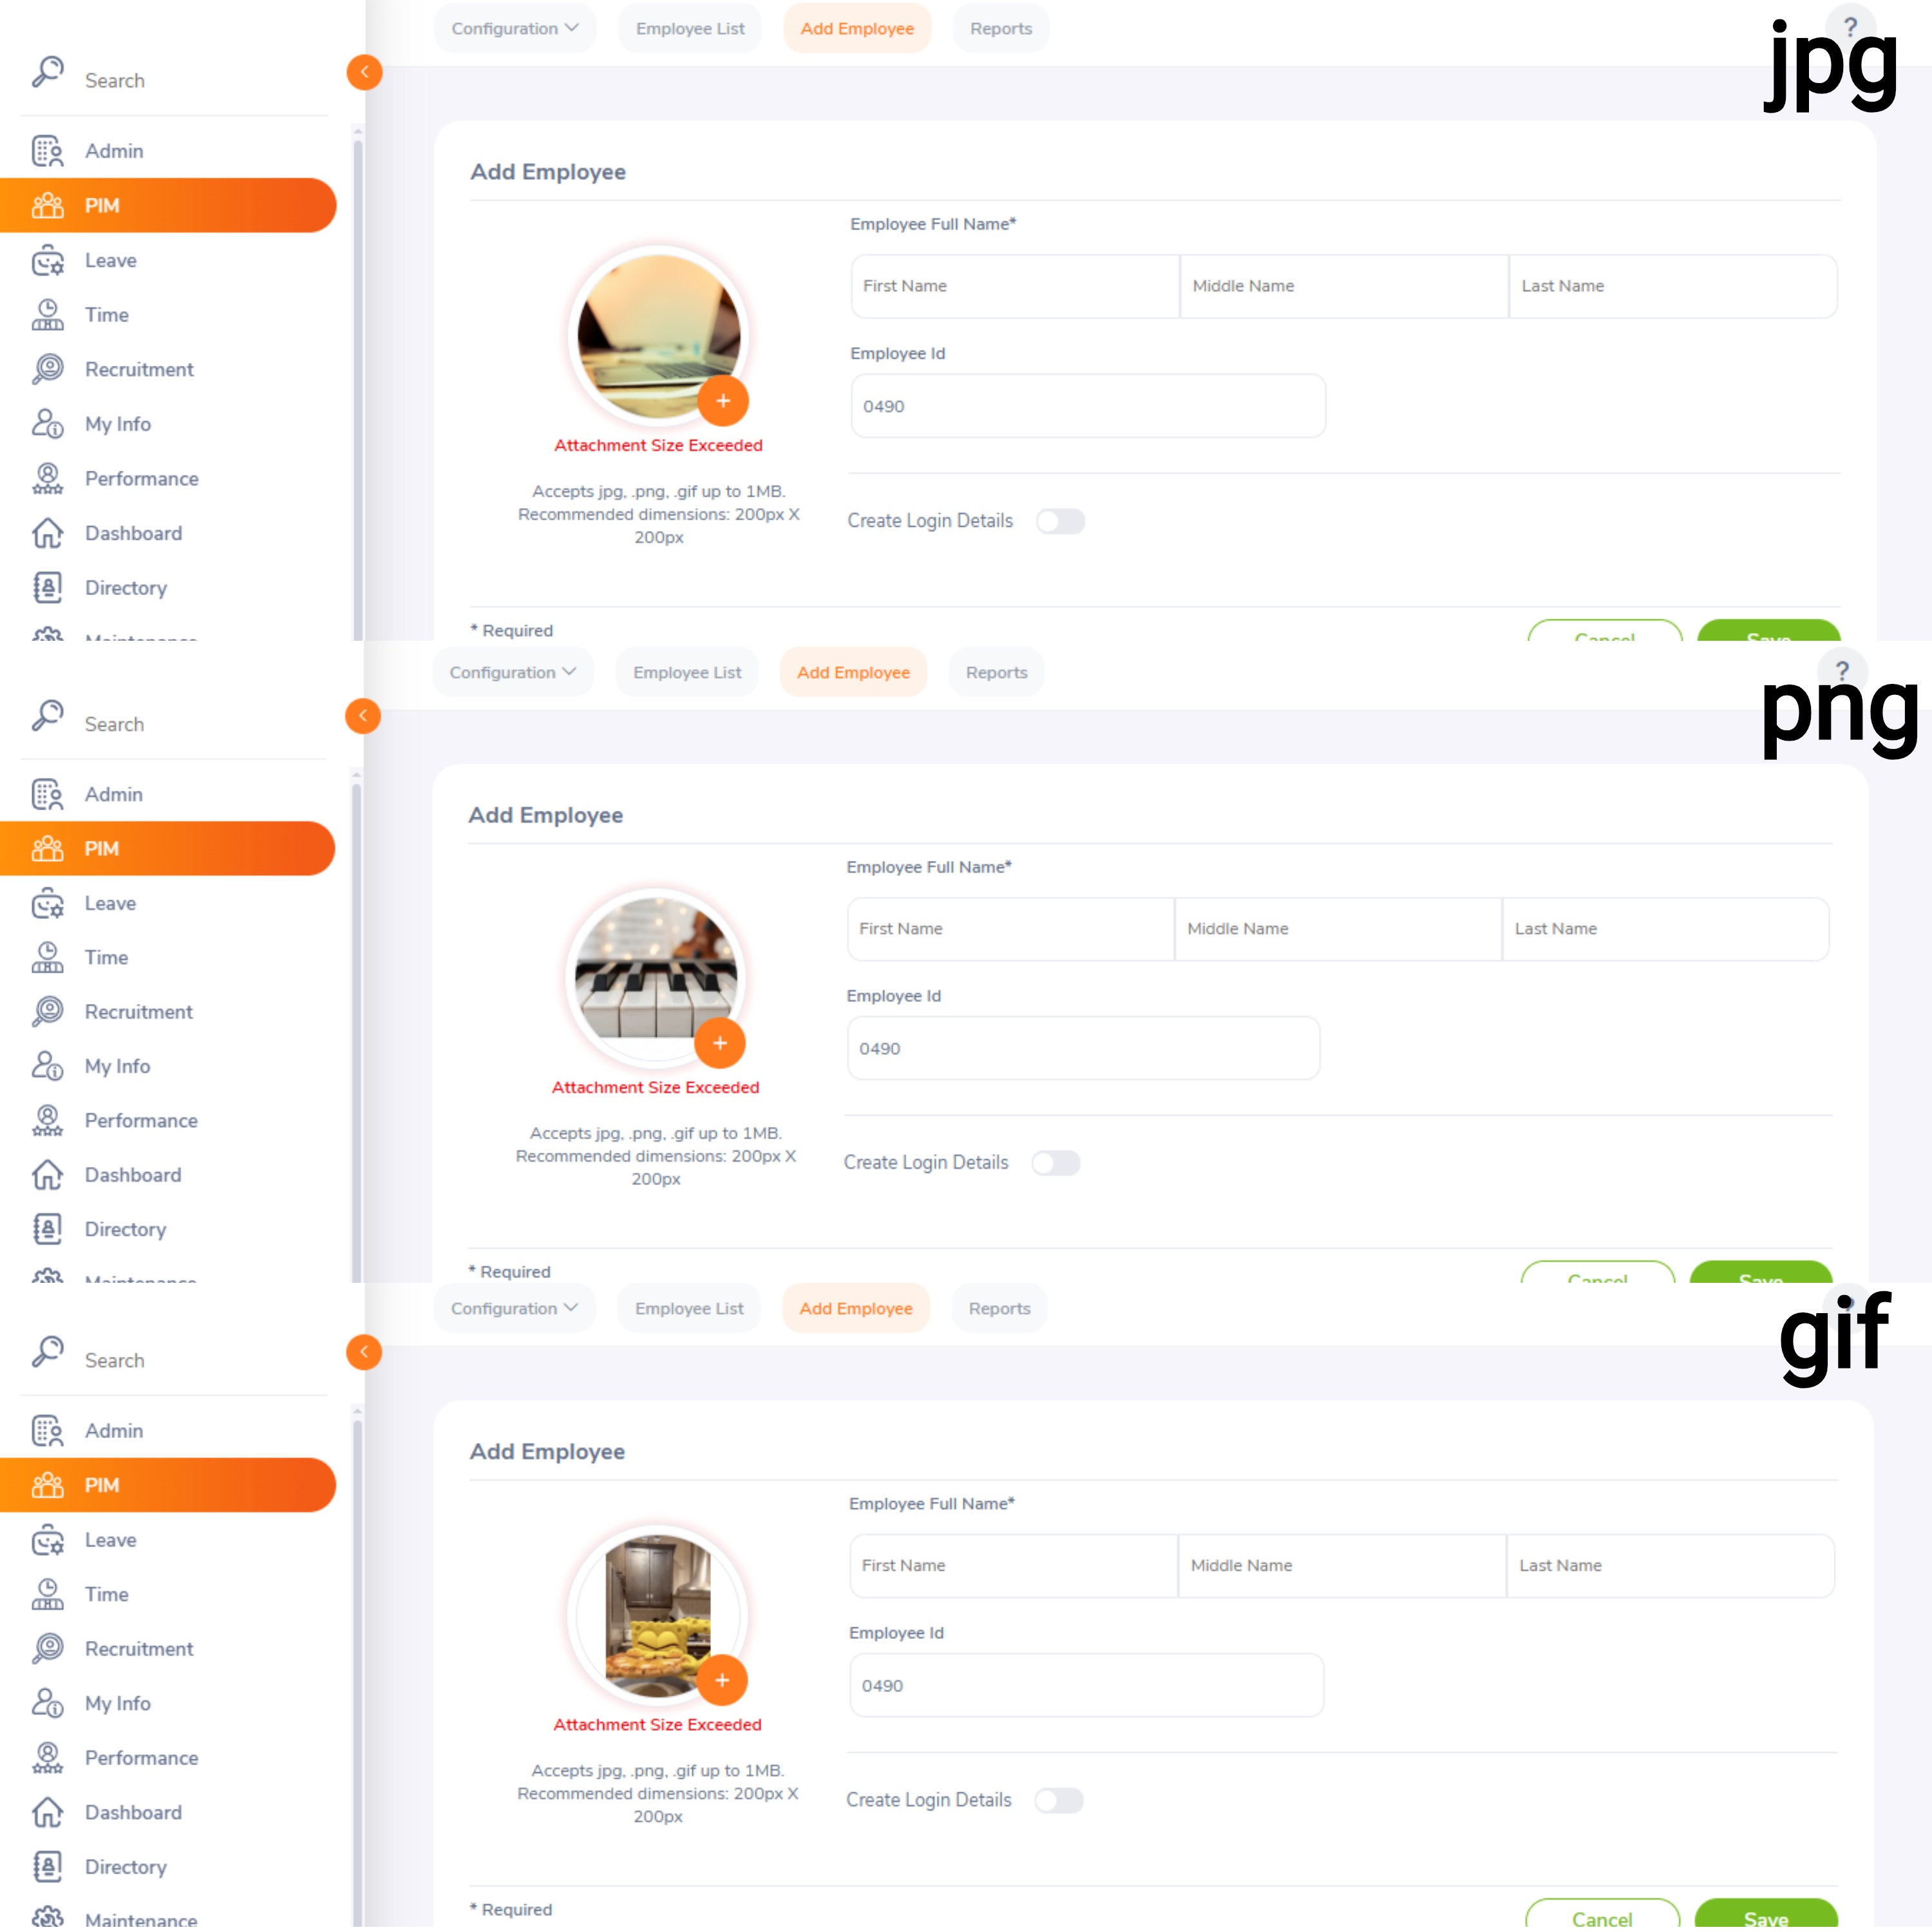 Configuration Employee List Add Employee Reports ?
jpg
Search
Admin
PIM
Leave
Time
Recruitment
My Info
Performance
Dashboard
Directory
Maintenance
Add Employee
Employee Full Name*
First Name Middle Name Last Name
Employee Id
0490
Attachment Size Exceeded
Accepts jpg, .png, .gif up to 1MB.
Recommended dimensions: 200px X
200px
Create Login Details
* Required
Cancel Save
Configuration Employee List Add Employee Reports ?
png
Search
Admin
PIM
Leave
Time
Recruitment
My Info
Performance
Dashboard
Directory
Maintenance
Add Employee
Employee Full Name*
First Name Middle Name Last Name
Employee Id
0490
Attachment Size Exceeded
Accepts jpg, .png, .gif up to 1MB.
Recommended dimensions: 200px X
200px
Create Login Details
* Required
Cancel Save
Configuration Employee List Add Employee Reports ?
gif
Search
Admin
PIM
Leave
Time
Recruitment
My Info
Performance
Dashboard
Directory
Maintenance
Add Employee
Employee Full Name*
First Name Middle Name Last Name
Employee Id
0490
Attachment Size Exceeded
Accepts jpg, .png, .gif up to 1MB.
Recommended dimensions: 200px X
200px
Create Login Details
* Required
Cancel Save